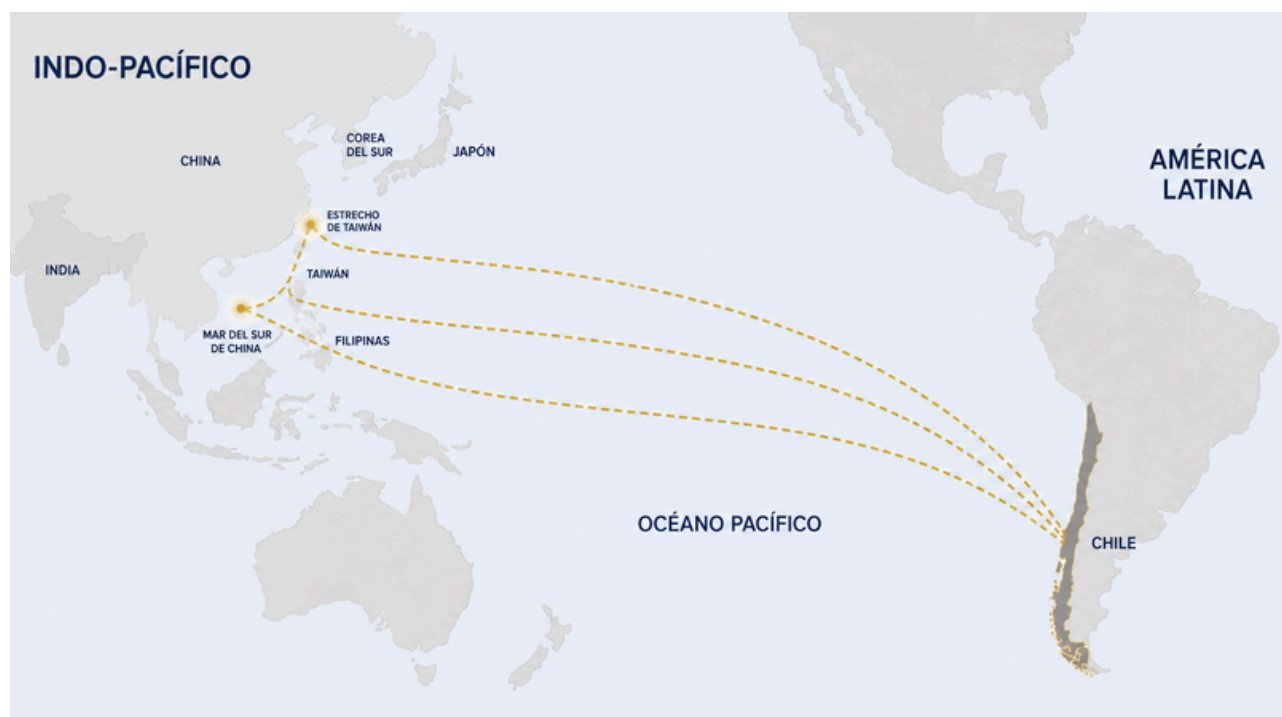 INDO-PACÍFICO
COREA
DEL SUR
JAPÓN
CHINA
AMÉRICA
LATINA
ESTRECHO
DE TAIWÁN
INDIA
TAIWÁN
MAR DEL SUR
DE CHINA
FILIPINAS
OCÉANO PACÍFICO
CHILE